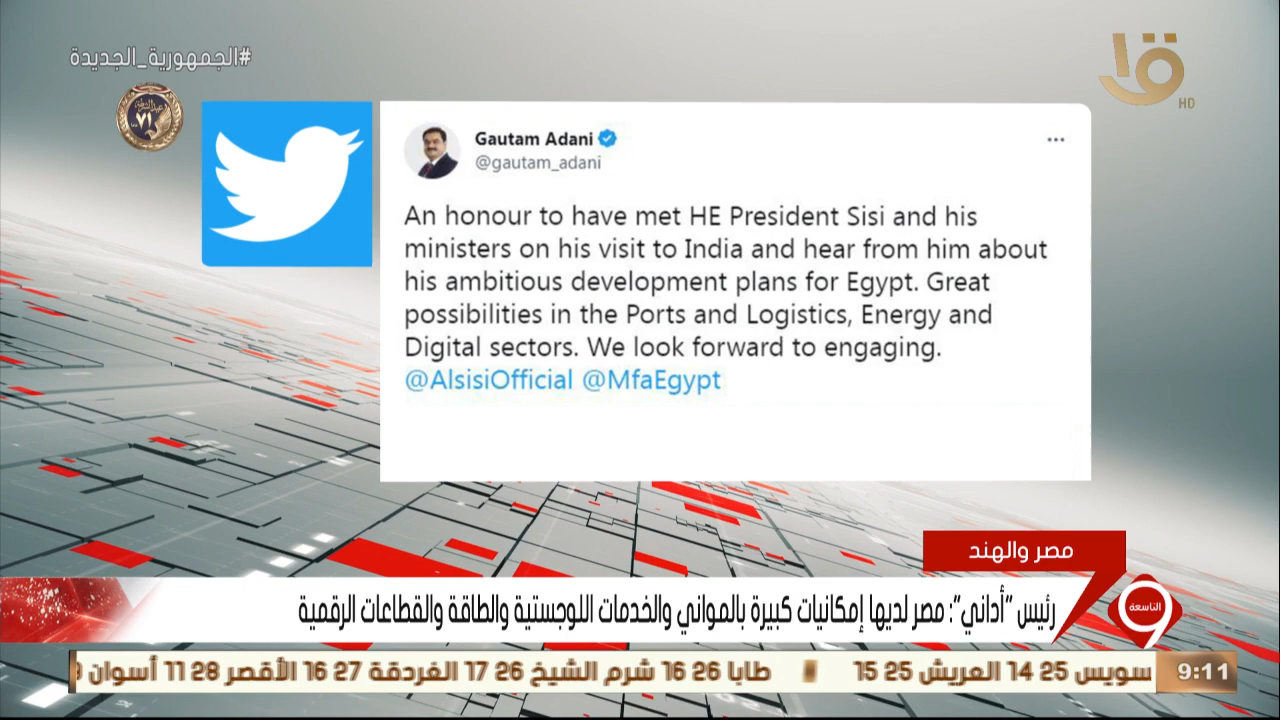 #الجمهورية_الجديدة
HD
عيد الشرطة
٧١
Gautam Adani
@gautam_adani
An honour to have met HE President Sisi and his
ministers on his visit to India and hear from him about
his ambitious development plans for Egypt. Great
possibilities in the Ports and Logistics, Energy and
Digital sectors. We look forward to engaging.
@AlsisiOfficial @MfaEgypt
مصر والهند
التاسعة
رئيس "أداني": مصر لديها إمكانيات كبيرة بالمواني والخدمات اللوجستية والطاقة والقطاعات الرقمية
9:11
سويس 25 14 العريش 25 15 طابا 26 16 شرم الشيخ 26 17 الغردقة 27 16 الأقصر 28 11 أسوان